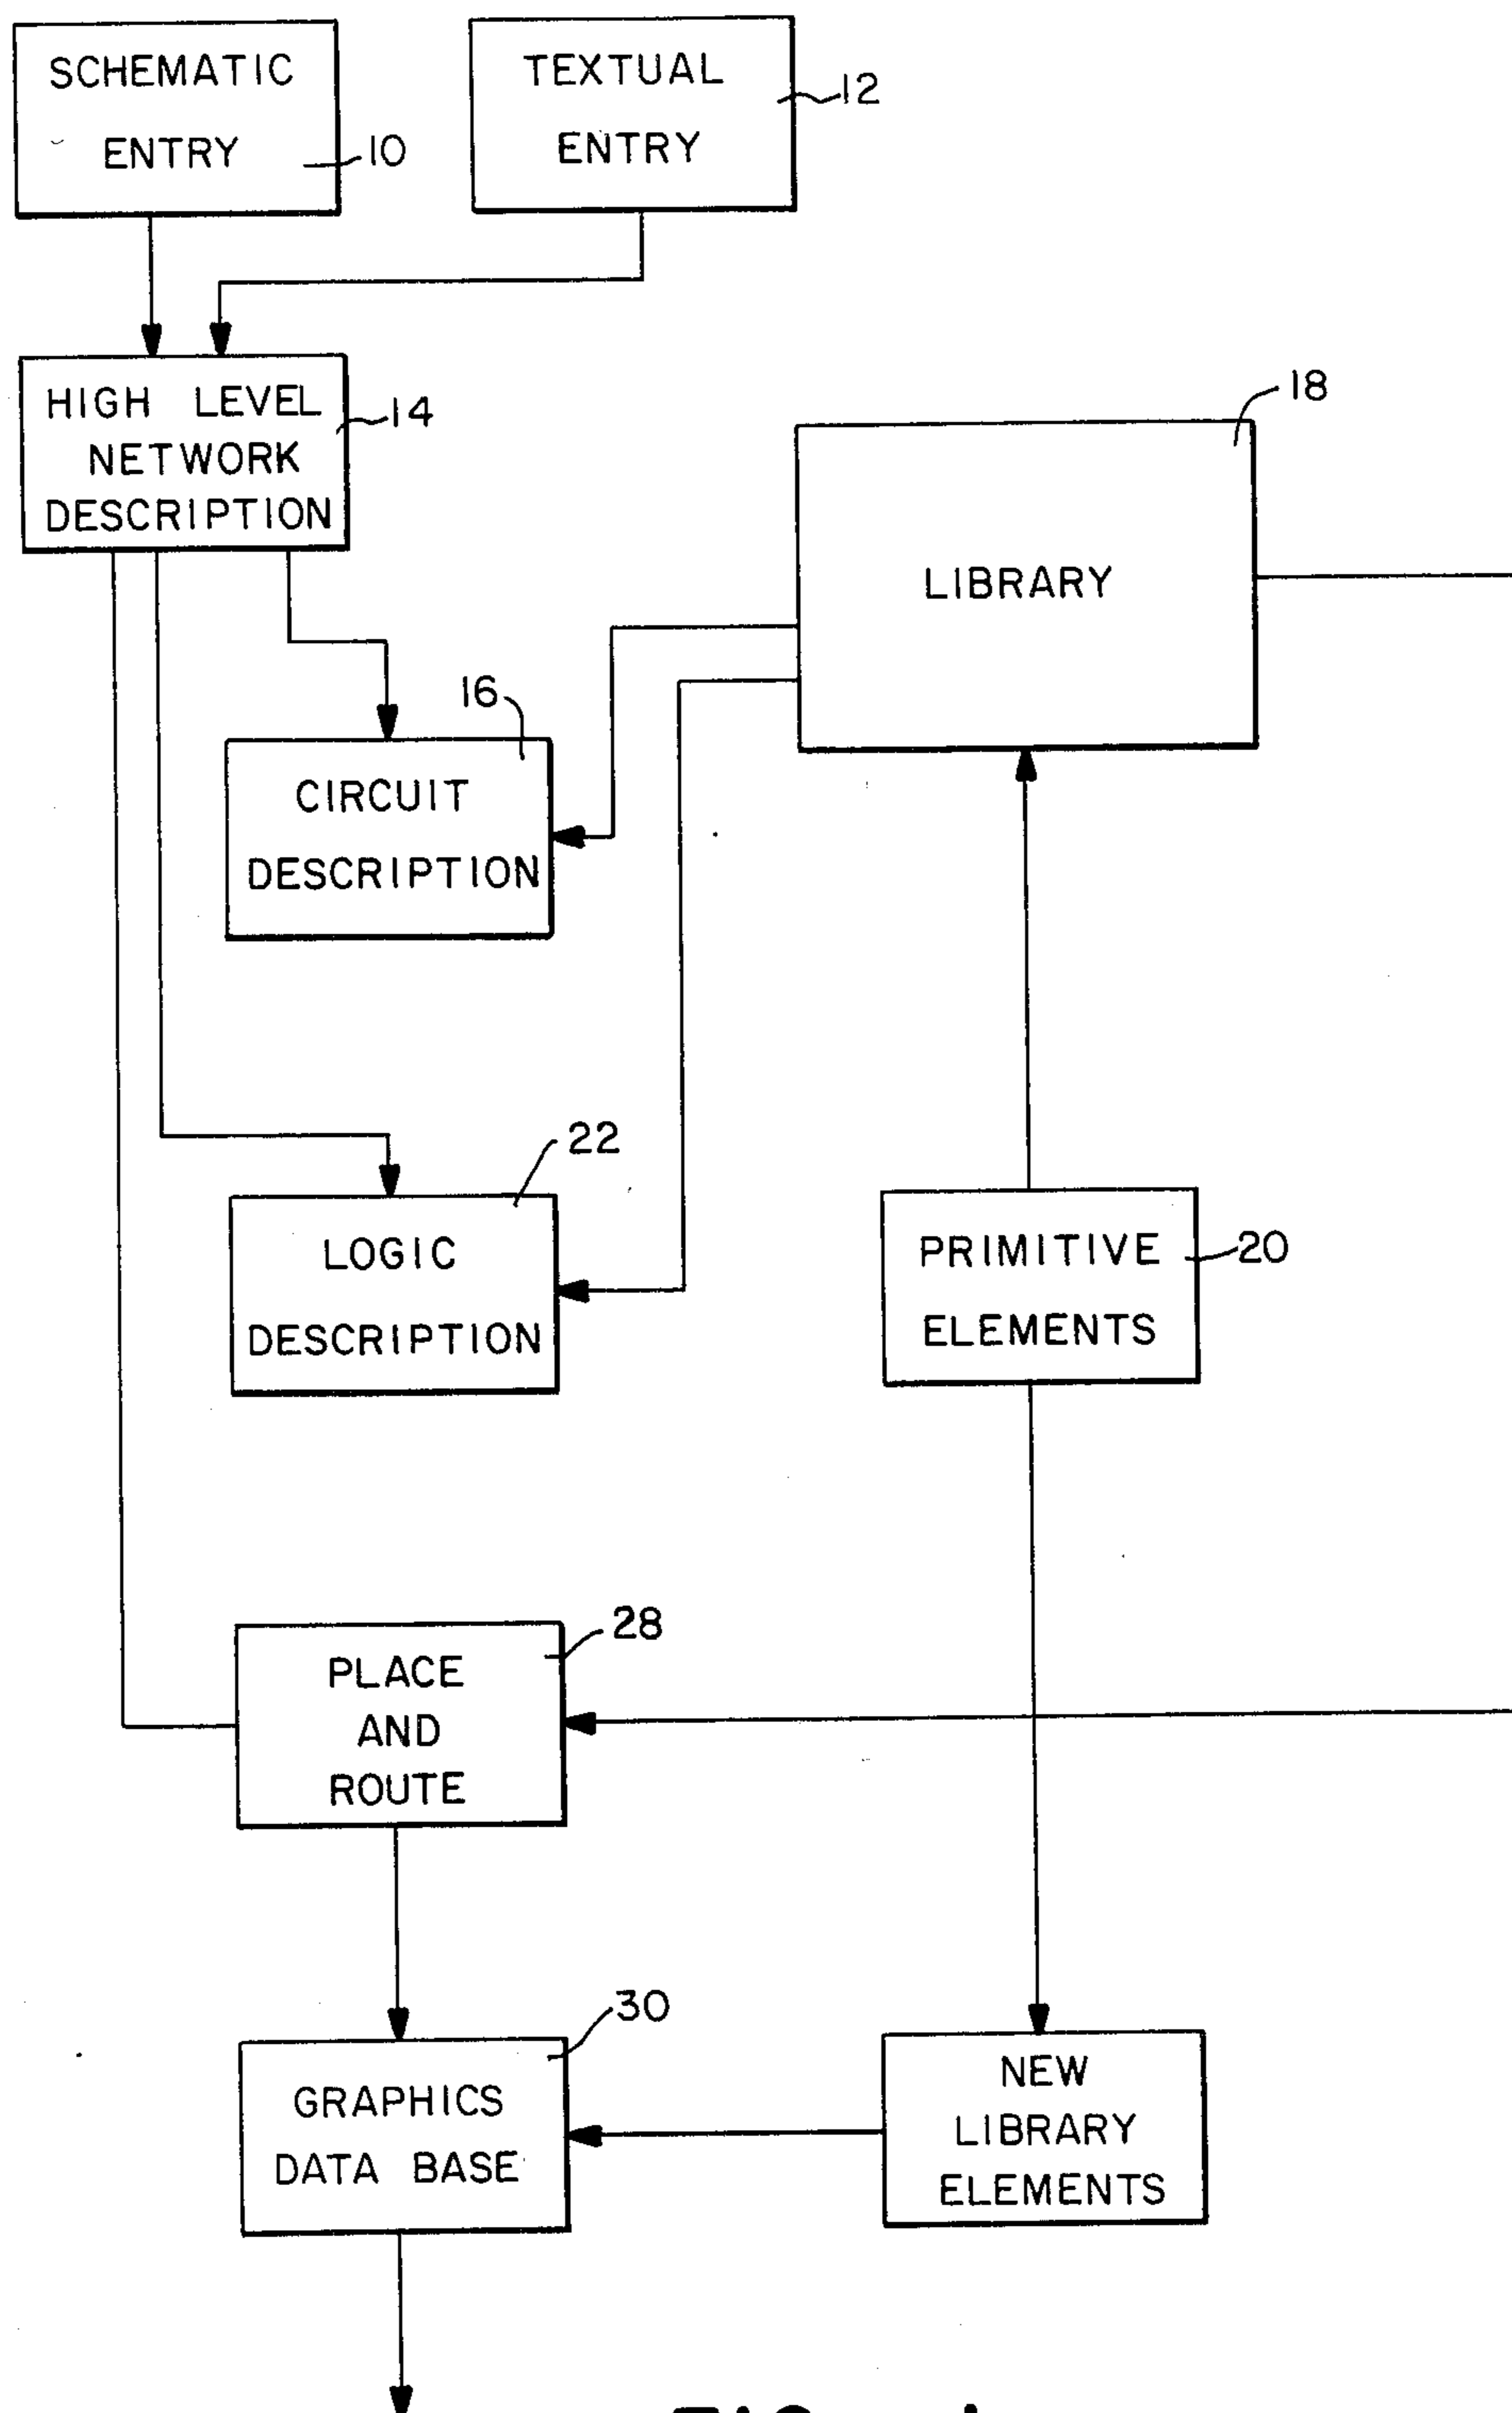 SCHEMATIC
ENTRY
10
TEXTUAL
ENTRY
12
HIGH LEVEL
NETWORK
DESCRIPTION
14
18
LIBRARY
16
CIRCUIT
DESCRIPTION
22
LOGIC
DESCRIPTION
PRIMITIVE
ELEMENTS
20
28
PLACE
AND
ROUTE
30
GRAPHICS
DATA BASE
NEW
LIBRARY
ELEMENTS